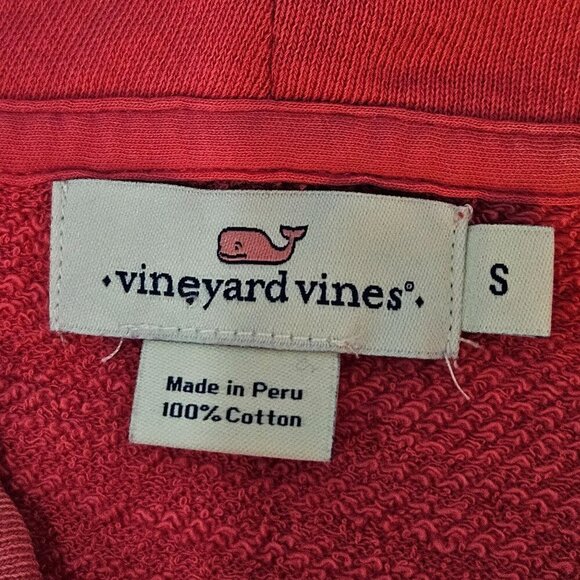 vineyard vines®
S
Made in Peru
100% Cotton